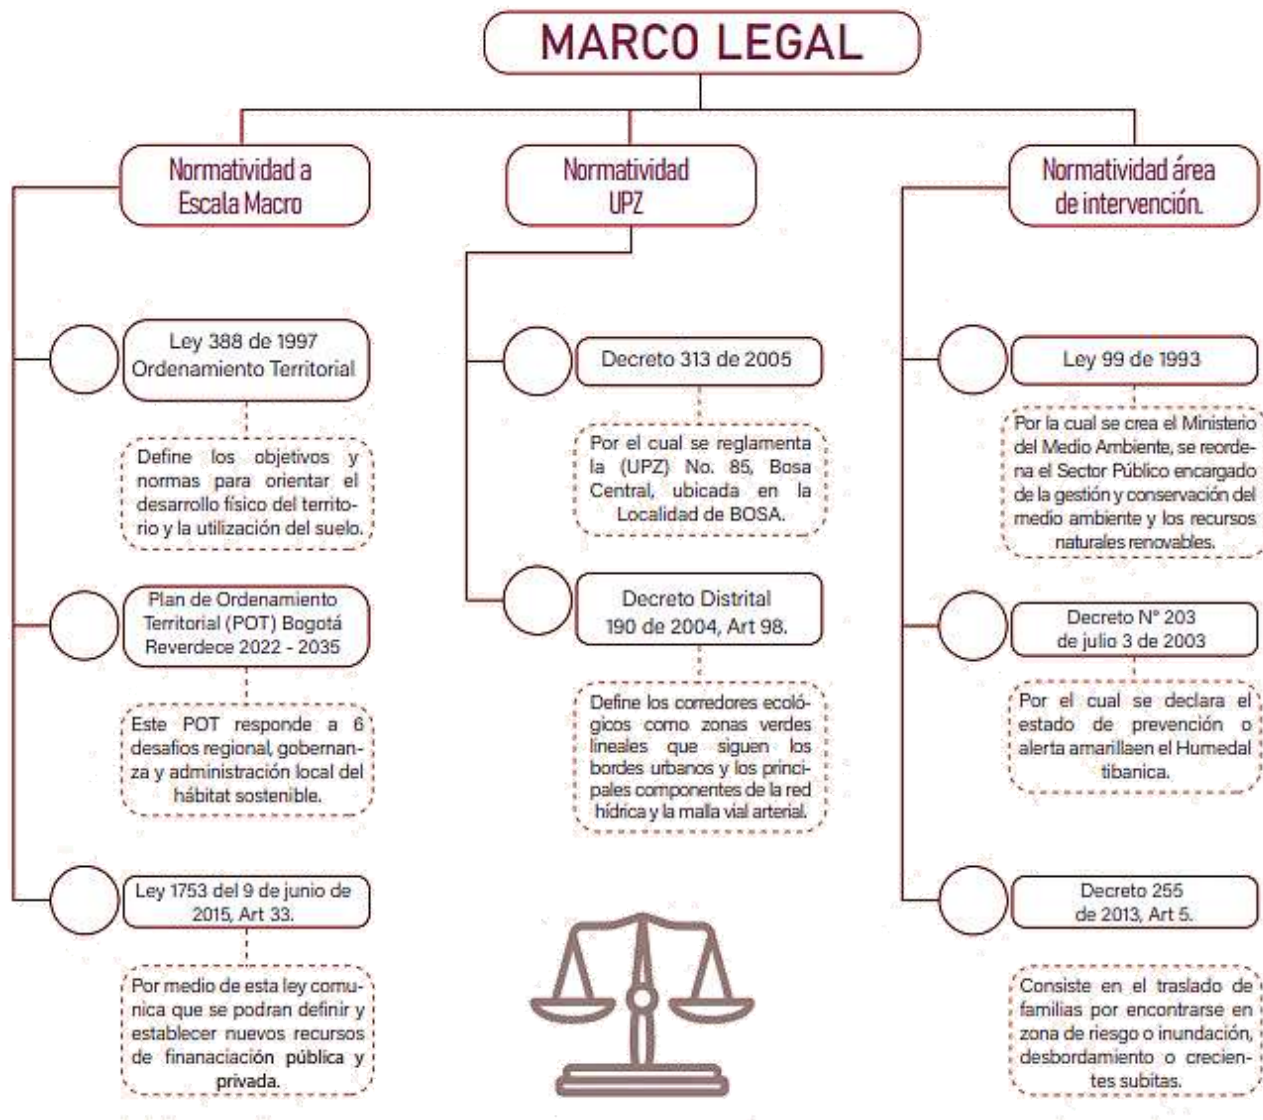 MARCO LEGAL
Normatividad a
Escala Macro
Ley 388 de 1997
Ordenamiento Territorial
Define los objetivos y
normas para orientar el
desarrollo físico del territo-
rio y la utilización del suelo.
Plan de Ordenamiento
Territorial (POT) Bogotá
Reverdece 2022 - 2035
Este POT responde a 6
desafios regional, gobernan-
za y administración local del
hábitat sostenible.
Ley 1753 del 9 de junio de
2015, Art 33.
Por medio de esta ley comu-
nica que se podran definir y
establecer nuevos recursos
de finanaciación pública y
privada.
Normatividad
UPZ
Decreto 313 de 2005
Por el cual se reglamenta
la (UPZ) No. 85, Bosa
Central, ubicada en la
Localidad de BOSA.
Decreto Distrital
190 de 2004, Art 98.
Define los corredores ecoló-
gicos como zonas verdes
lineales que siguen los
bordes urbanos y los princi-
pales componentes de la red
hídrica y la malla vial arterial.
Normatividad área
de intervención.
Ley 99 de 1993
Por la cual se crea el Ministerio
del Medio Ambiente, se reorde-
na el Sector Público encargado
de la gestión y conservación del
medio ambiente y los recursos
naturales renovables.
Decreto N° 203
de julio 3 de 2003
Por el cual se declara el
estado de prevención o
alerta amarillaen el Humedal
tibanica.
Decreto 255
de 2013, Art 5.
Consiste en el traslado de
familias por encontrarse en
zona de riesgo o inundación,
desbordamiento o crecien-
tes subitas.